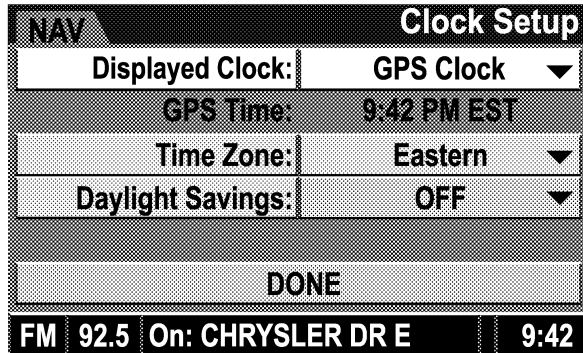 NAV Clock Setup
Displayed Clock: GPS Clock
GPS Time: 9:42 PM EST
Time Zone: Eastern
Daylight Savings: OFF
DONE
FM 92.5 On: CHRYSLER DR E 9:42